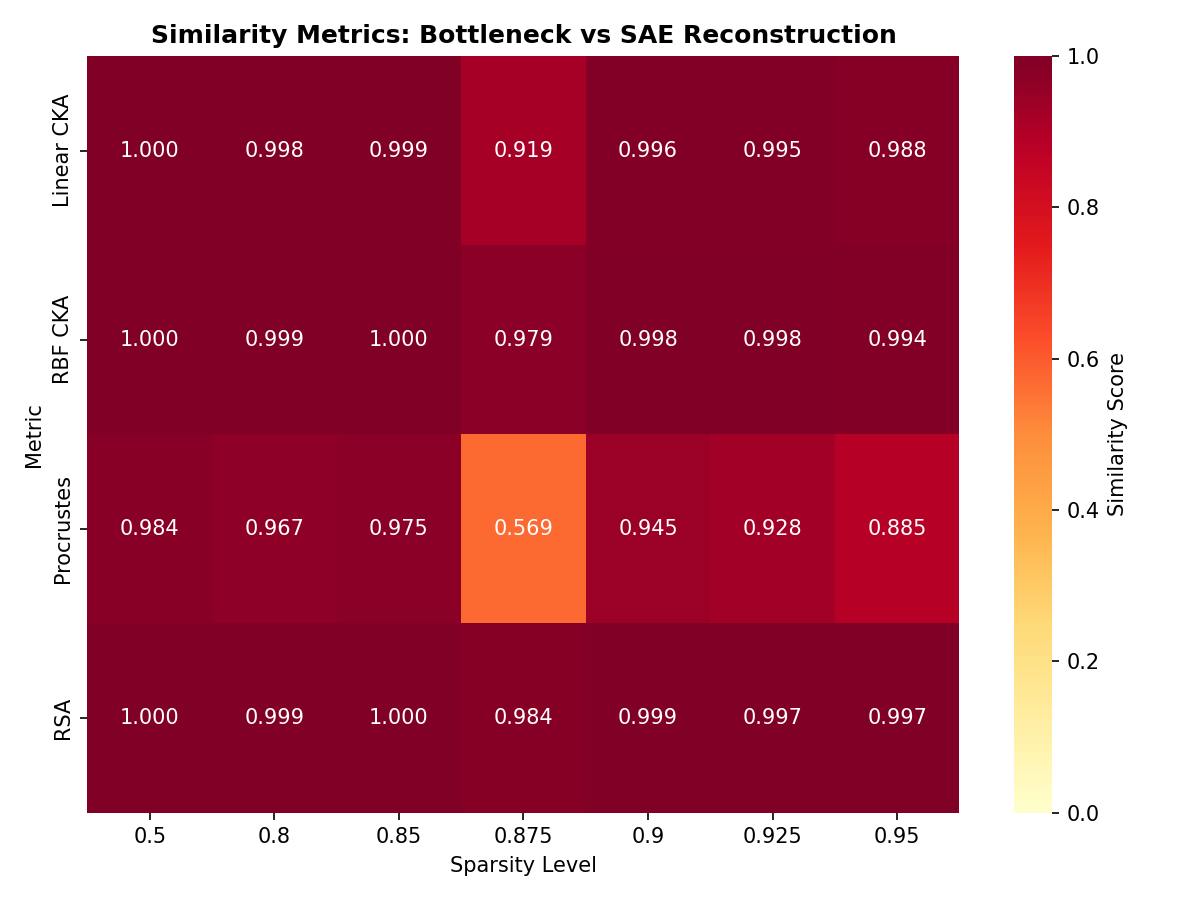 Similarity Metrics: Bottleneck vs SAE Reconstruction
Metric
Linear CKA
1.000 0.998 0.999 0.919 0.996 0.995 0.988
RBF CKA
1.000 0.999 1.000 0.979 0.998 0.998 0.994
Procrustes
0.984 0.967 0.975 0.569 0.945 0.928 0.885
RSA
1.000 0.999 1.000 0.984 0.999 0.997 0.997
0.5 0.8 0.85 0.875 0.9 0.925 0.95
Sparsity Level
1.0
0.8
0.6
0.4
0.2
0.0
Similarity Score